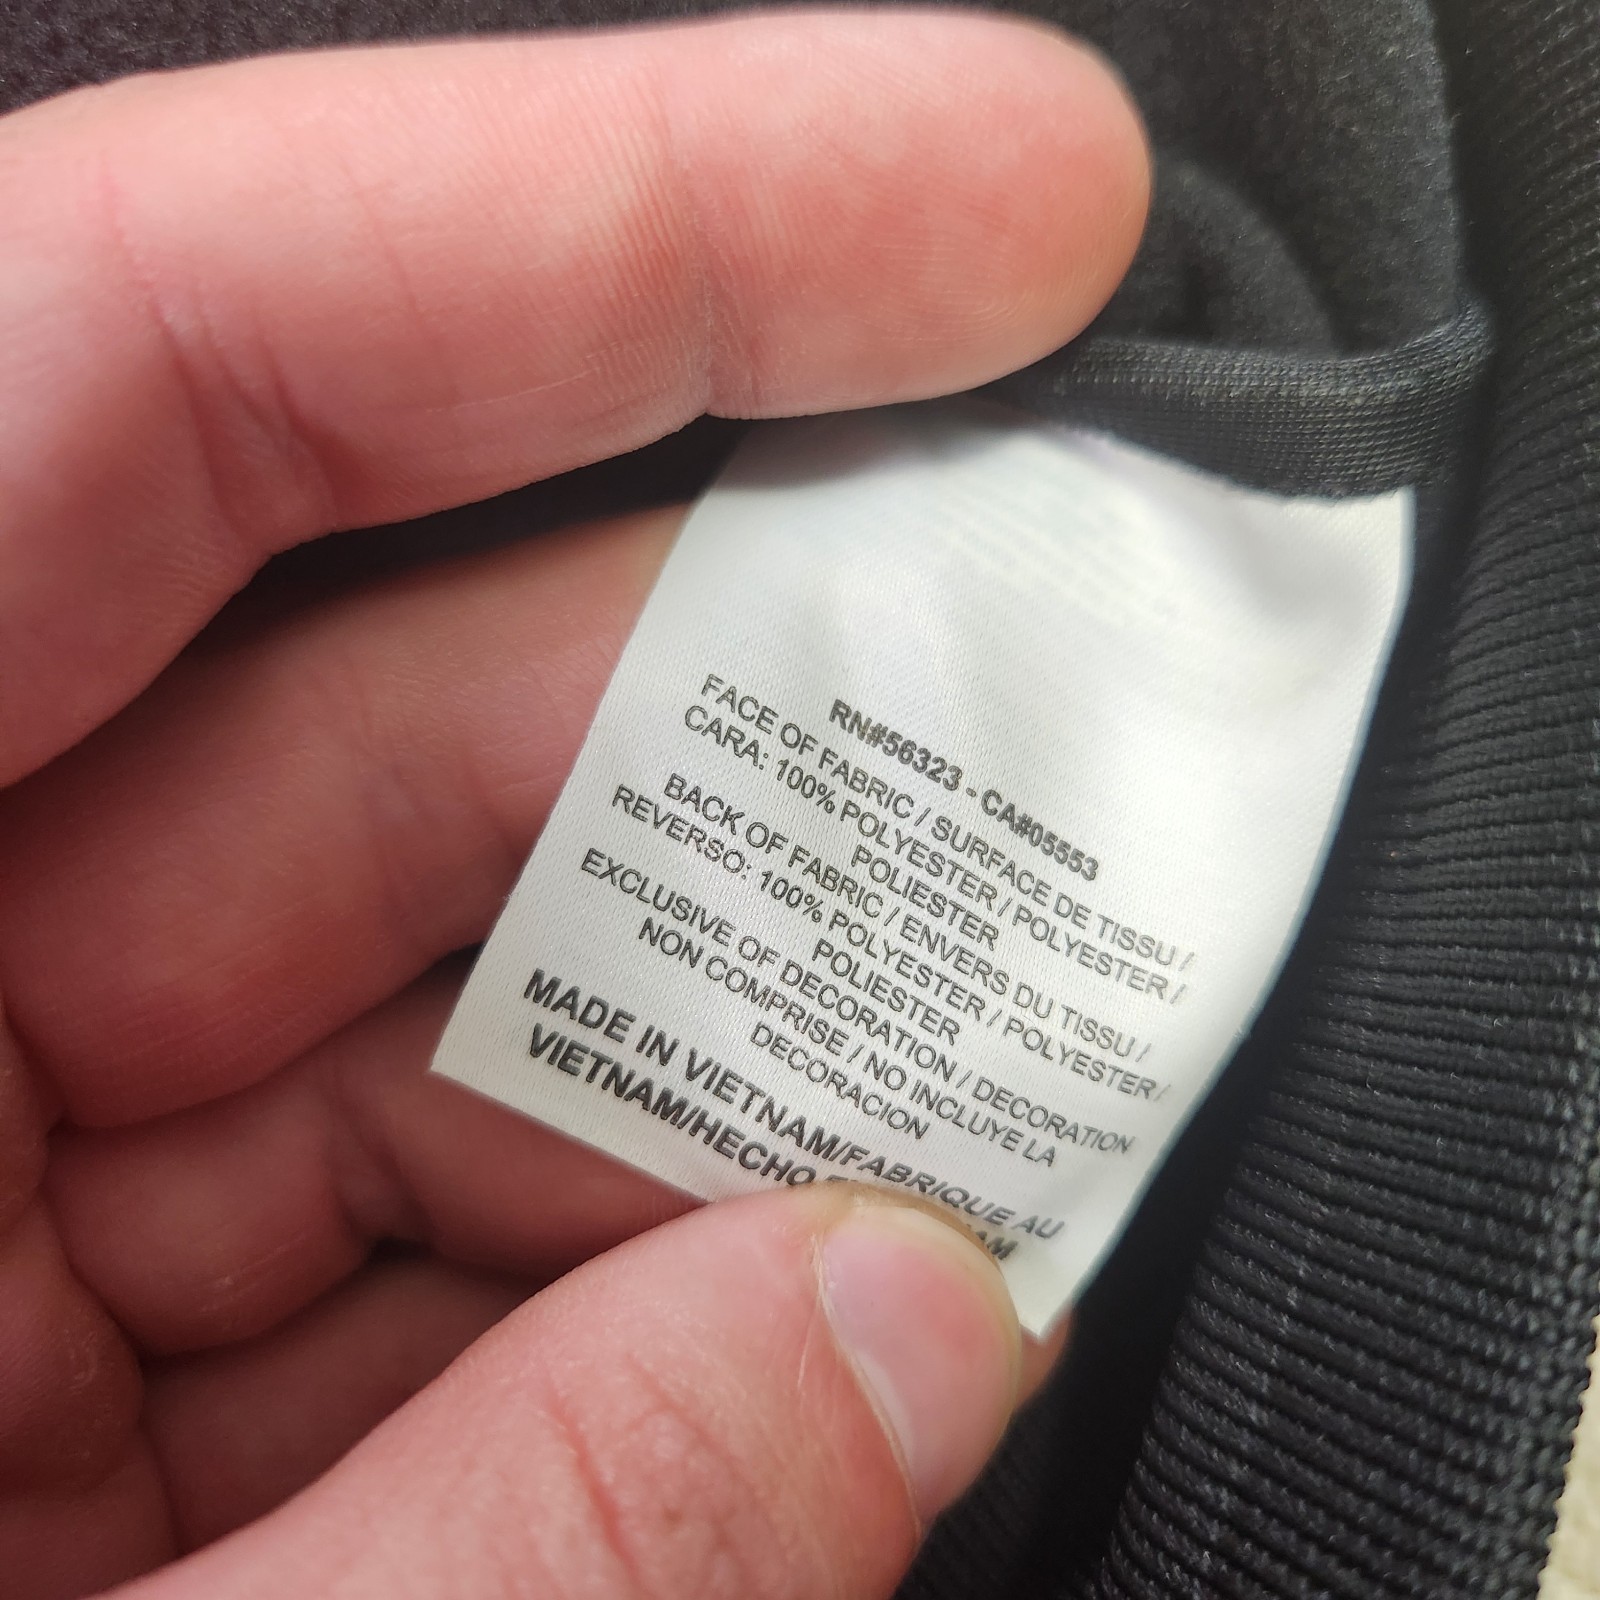 RN#56323 - CA#05553
FACE OF FABRIC / SURFACE DE TISSU /
CARA: 100% POLYESTER / POLYESTER /
POLIESTER
BACK OF FABRIC / ENVERS DU TISSU /
REVERSO: 100% POLYESTER / POLYESTER /
POLIESTER
EXCLUSIVE OF DECORATION / DECORATION
NON COMPRISE / NO INCLUYE LA
DECORACION
MADE IN VIETNAM/FABRIQUE AU
VIETNAM/HECHO